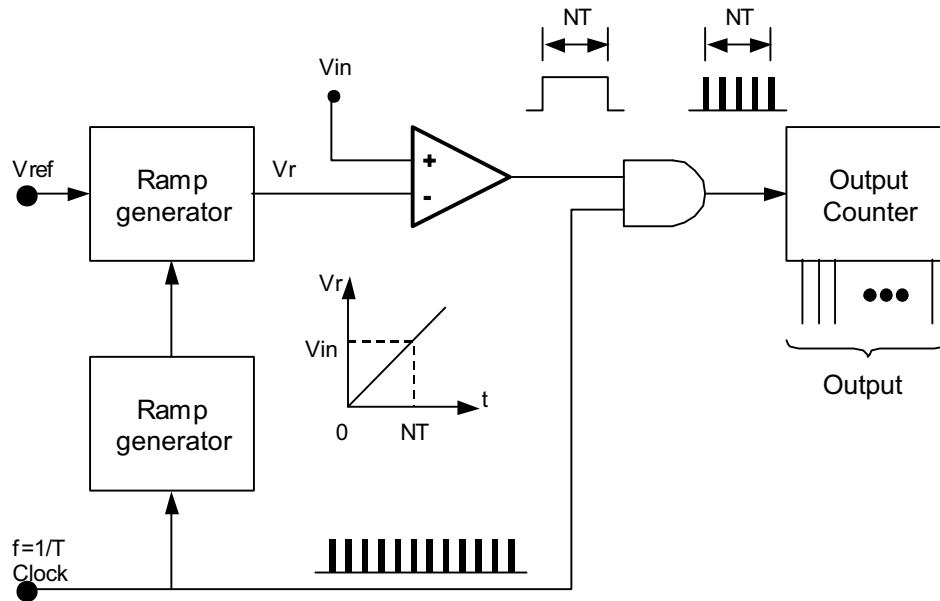 NT
NT
Vin
Vref
Ramp
generator
Vr
+
-
Output
Counter
Vr
Vin
t
0
NT
Ramp
generator
Output
f=1/T
Clock